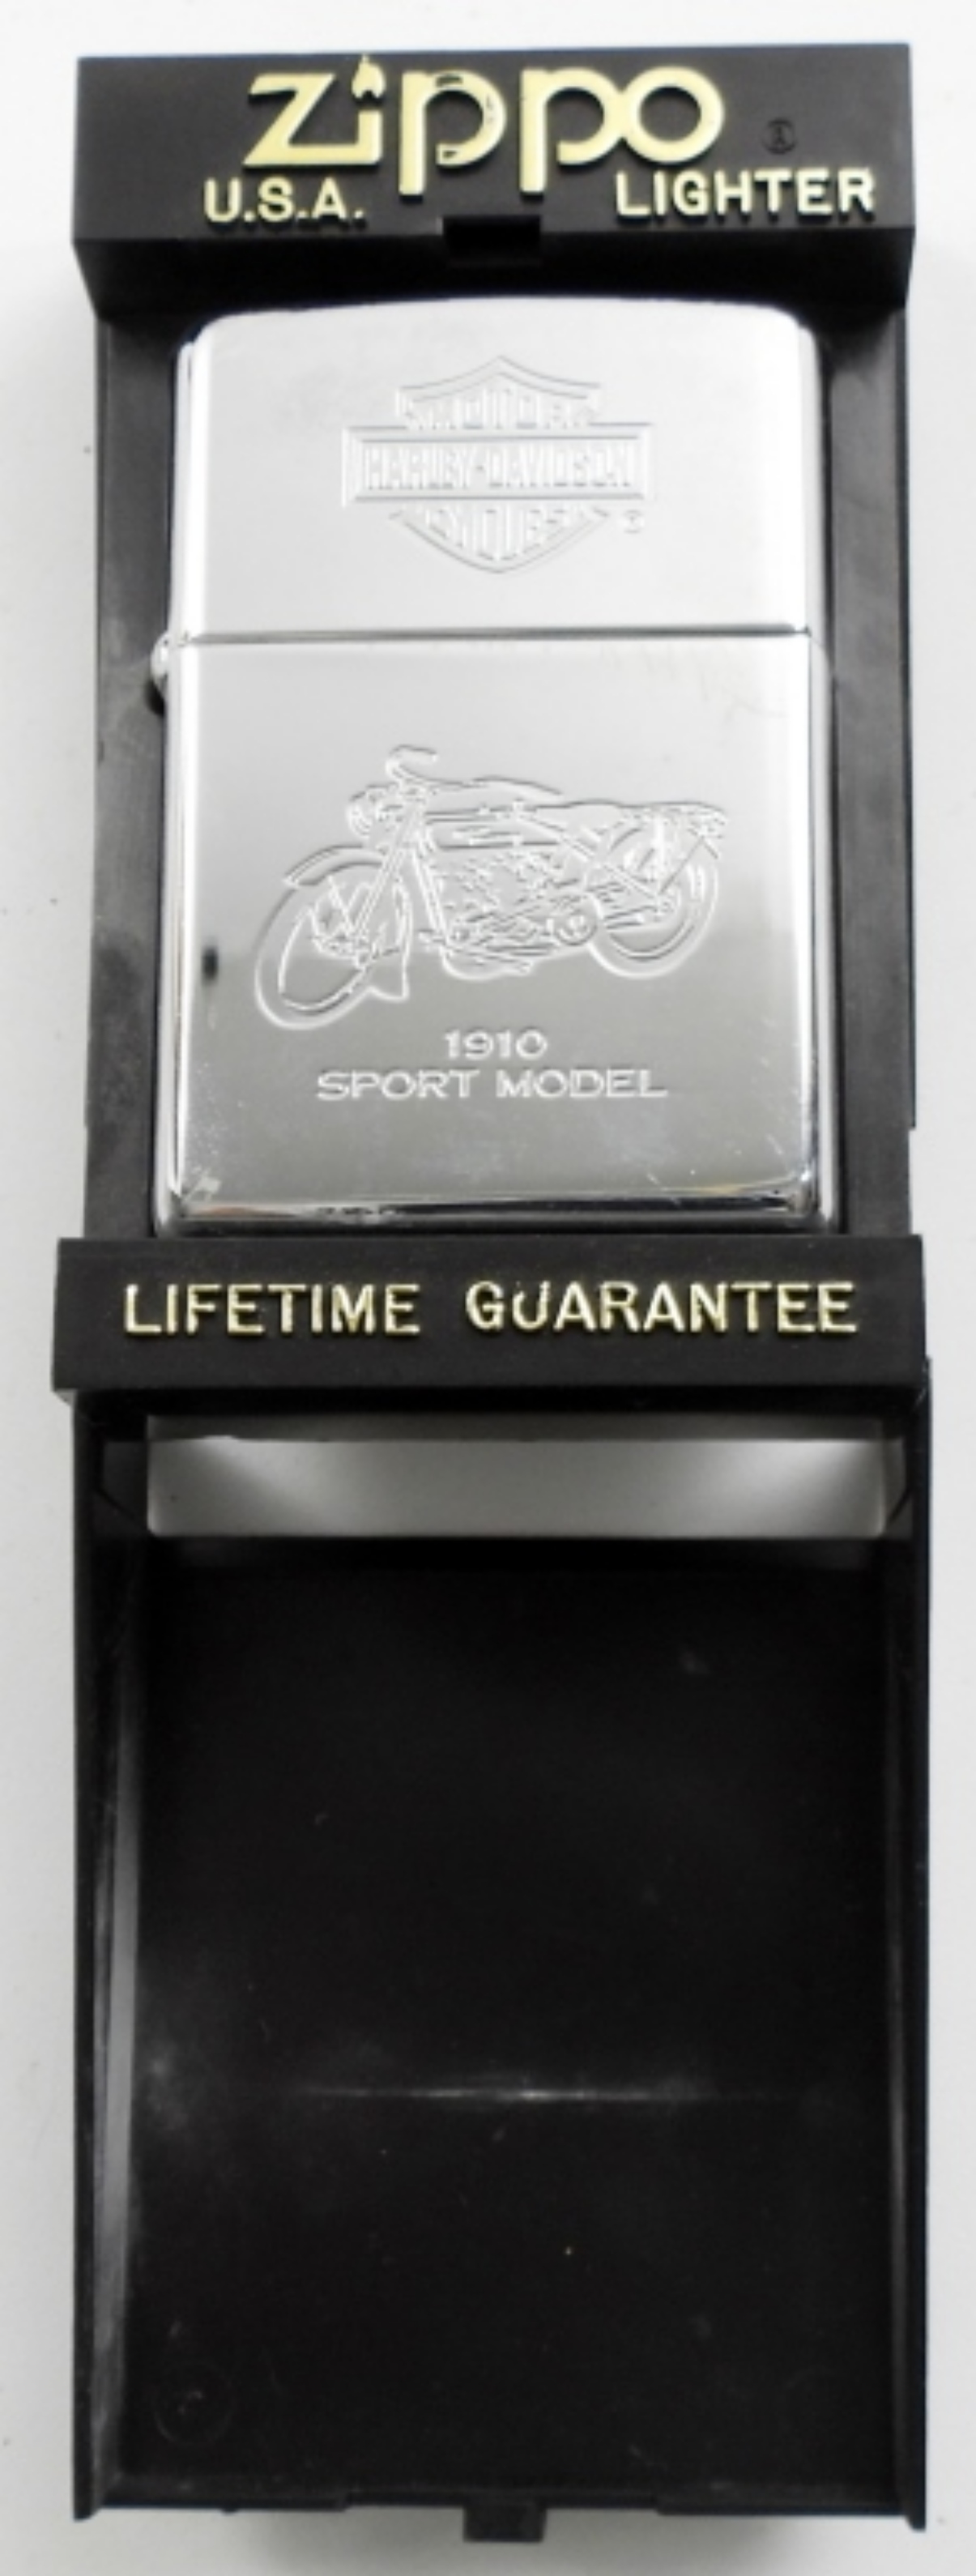 Zippo ®
U.S.A. LIGHTER
MOTOR
HARLEY-DAVIDSON
CYCLES ®
1910
SPORT MODEL
LIFETIME GUARANTEE